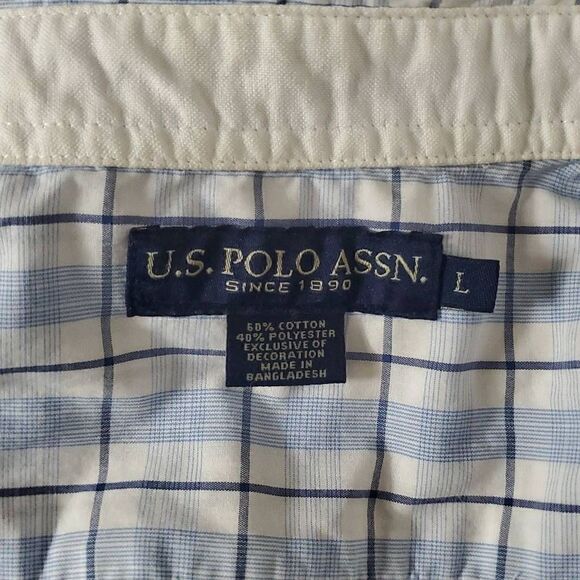 U.S. POLO ASSN.
SINCE 1890
L
60% COTTON
40% POLYESTER
EXCLUSIVE OF
DECORATION
MADE IN
BANGLADESH